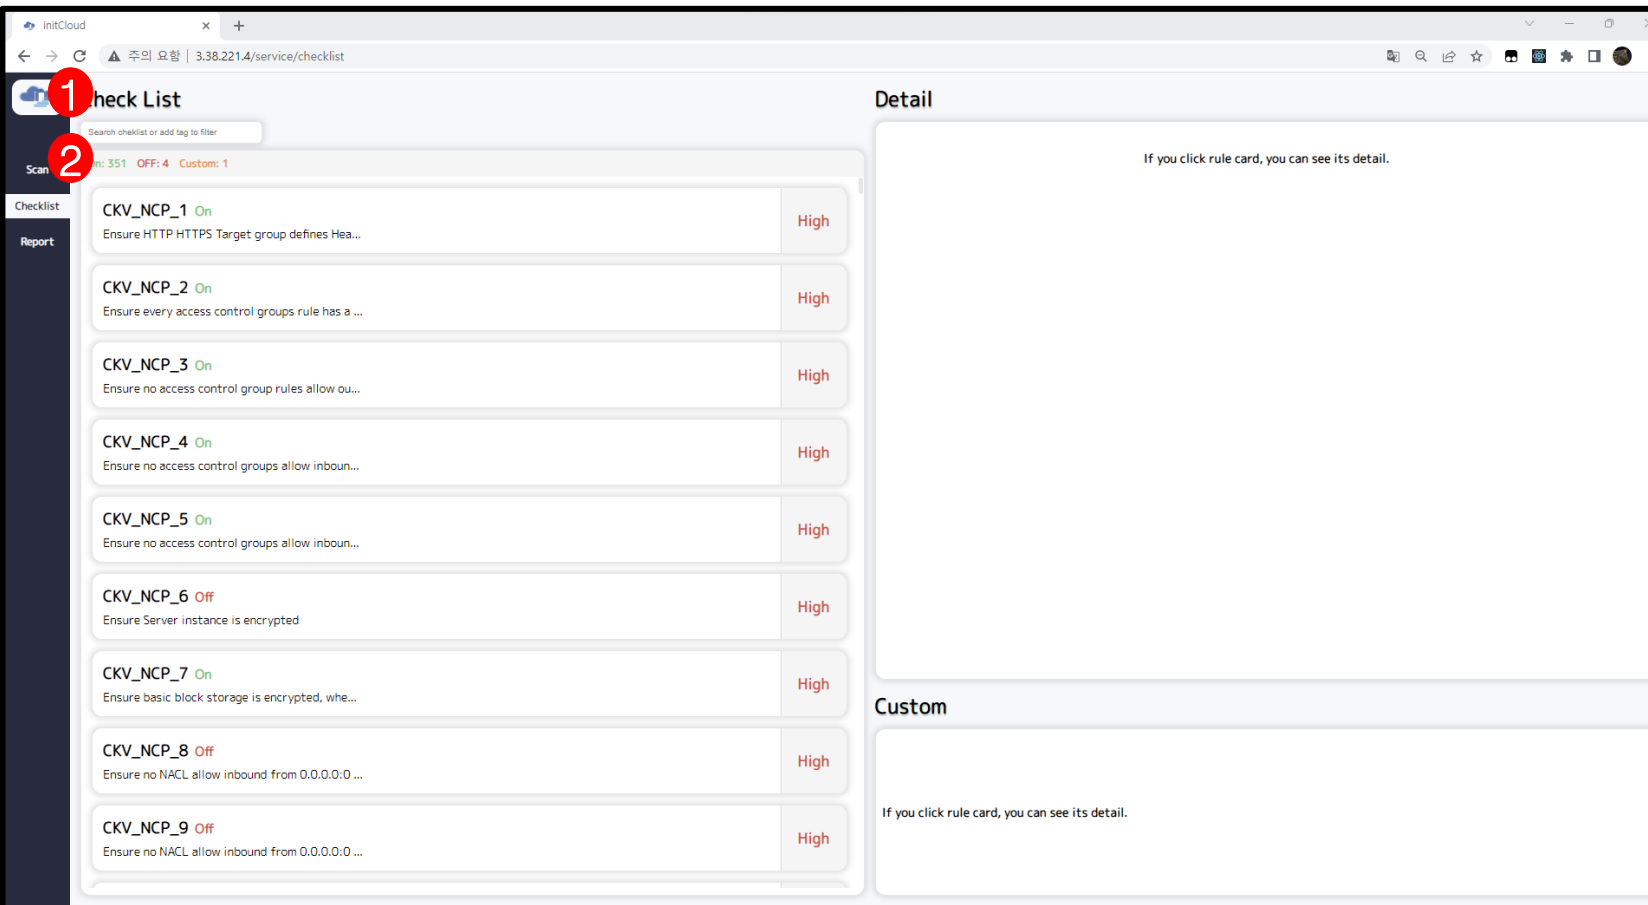 initCloud
주의 요함 | 3.38.221.4/service/checklist
1
heck List
Detail
Search cheklist or add tag to filter
2
n: 351 OFF: 4 Custom: 1
If you click rule card, you can see its detail.
Scan
Checklist
Report
CKV_NCP_1 On
Ensure HTTP HTTPS Target group defines Hea...
High
CKV_NCP_2 On
Ensure every access control groups rule has a ...
High
CKV_NCP_3 On
Ensure no access control group rules allow ou...
High
CKV_NCP_4 On
Ensure no access control groups allow inboun...
High
CKV_NCP_5 On
Ensure no access control groups allow inboun...
High
CKV_NCP_6 Off
Ensure Server instance is encrypted
High
CKV_NCP_7 On
Ensure basic block storage is encrypted, whe...
High
CKV_NCP_8 Off
Ensure no NACL allow inbound from 0.0.0.0:0 ...
High
CKV_NCP_9 Off
Ensure no NACL allow inbound from 0.0.0.0:0 ...
High
Custom
If you click rule card, you can see its detail.